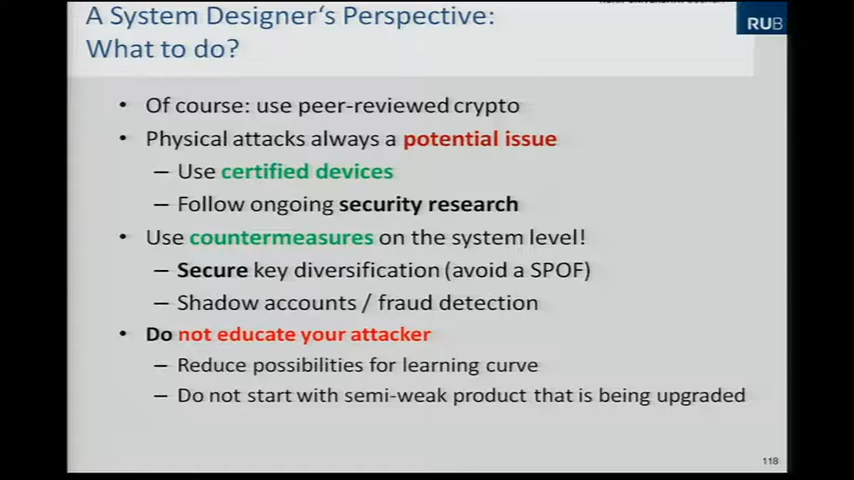 A System Designer's Perspective:
What to do?
RUB
• Of course: use peer-reviewed crypto
• Physical attacks always a potential issue
– Use certified devices
– Follow ongoing security research
• Use countermeasures on the system level!
– Secure key diversification (avoid a SPOF)
– Shadow accounts / fraud detection
• Do not educate your attacker
– Reduce possibilities for learning curve
– Do not start with semi-weak product that is being upgraded
118